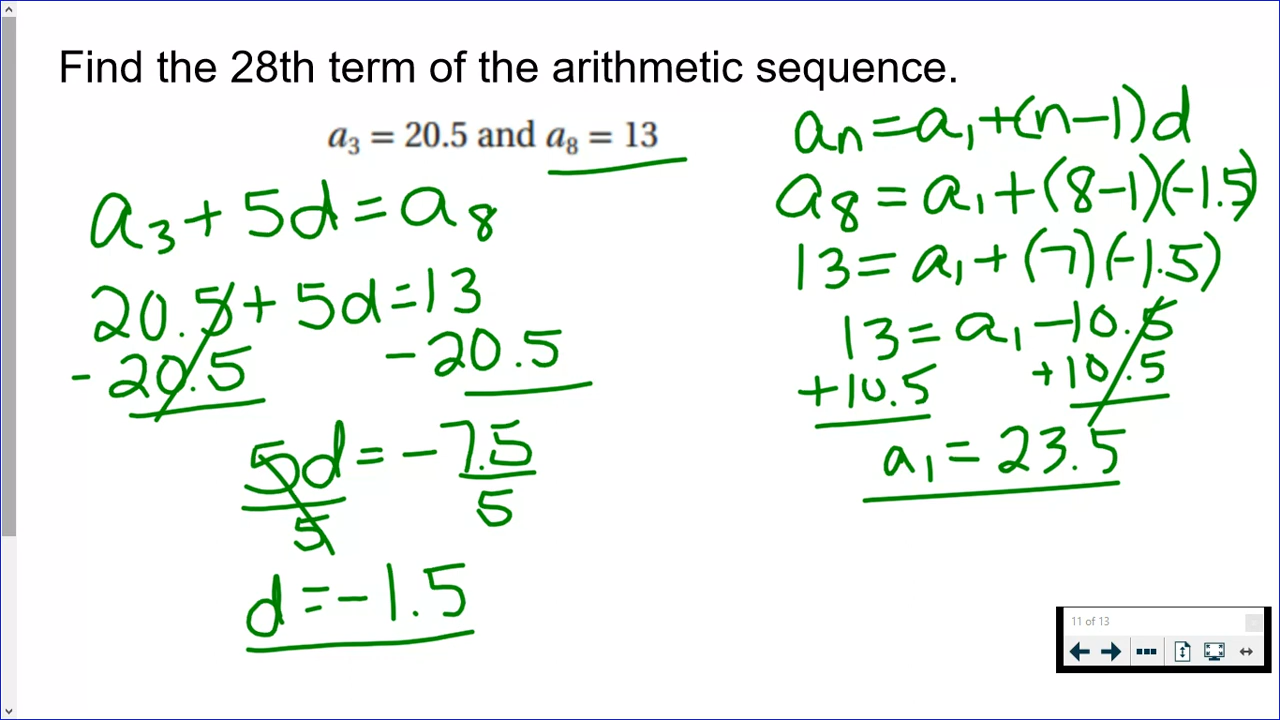 Find the 28th term of the arithmetic sequence.
a₃ = 20.5 and a₈ = 13
a₃ + 5d = a₈
20.5 + 5d = 13
- 20.5 - 20.5
5d = - 7.5
5 5
d = - 1.5
aₙ = a₁ + (n - 1) d
a₈ = a₁ + (8 - 1)(-1.5)
13 = a₁ + (7)(-1.5)
13 = a₁ - 10.5
+10.5 +10.5
a₁ = 23.5
11 of 13